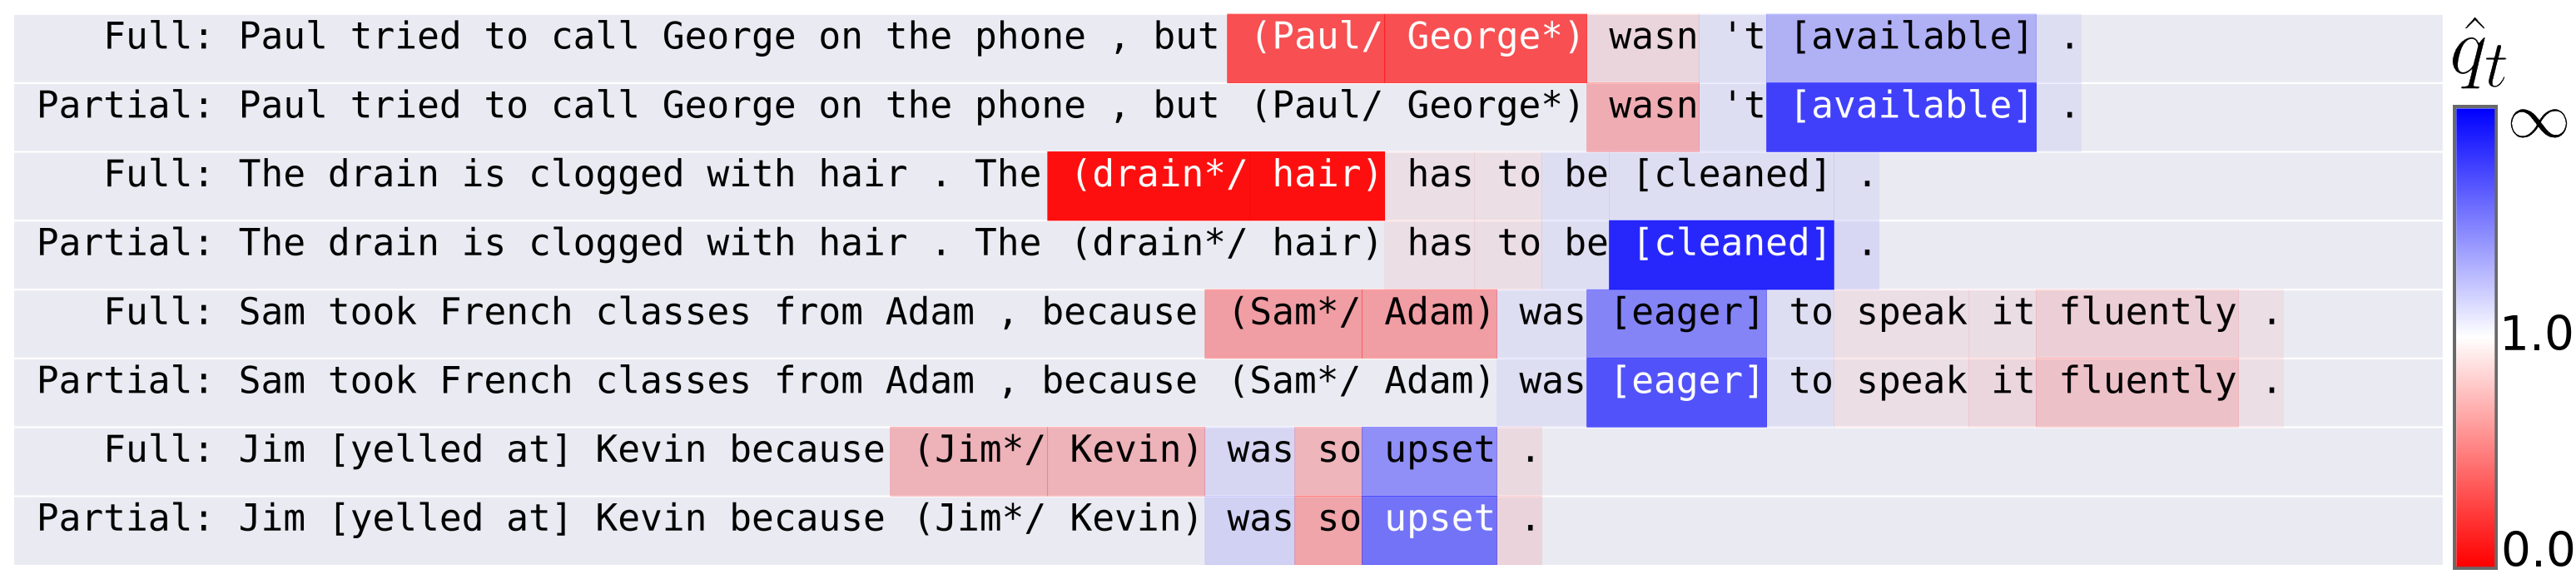 Full: Paul tried to call George on the phone , but (Paul/ George*) wasn 't [available] .
Partial: Paul tried to call George on the phone , but (Paul/ George*) wasn 't [available] .
Full: The drain is clogged with hair . The (drain*/ hair) has to be [cleaned] .
Partial: The drain is clogged with hair . The (drain*/ hair) has to be [cleaned] .
Full: Sam took French classes from Adam , because (Sam*/ Adam) was [eager] to speak it fluently .
Partial: Sam took French classes from Adam , because (Sam*/ Adam) was [eager] to speak it fluently .
Full: Jim [yelled at] Kevin because (Jim*/ Kevin) was so upset .
Partial: Jim [yelled at] Kevin because (Jim*/ Kevin) was so upset .
q̂t
∞
1.0
0.0